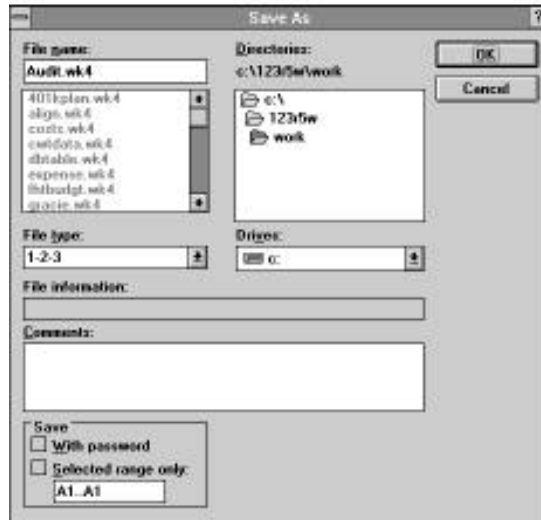 Save As
?
File name:
Audit.wk4
401kplan.wk4
align.wk4
costs.wk4
cwtdata.wk4
dbtable.wk4
expense.wk4
fhtbudgt.wk4
gracie.wk4
File type:
1-2-3
Directories:
c:\123r5w\work
c:\
123r5w
work
Drives:
c:
OK
Cancel
File information:
Comments:
Save
With password
Selected range only:
A1..A1